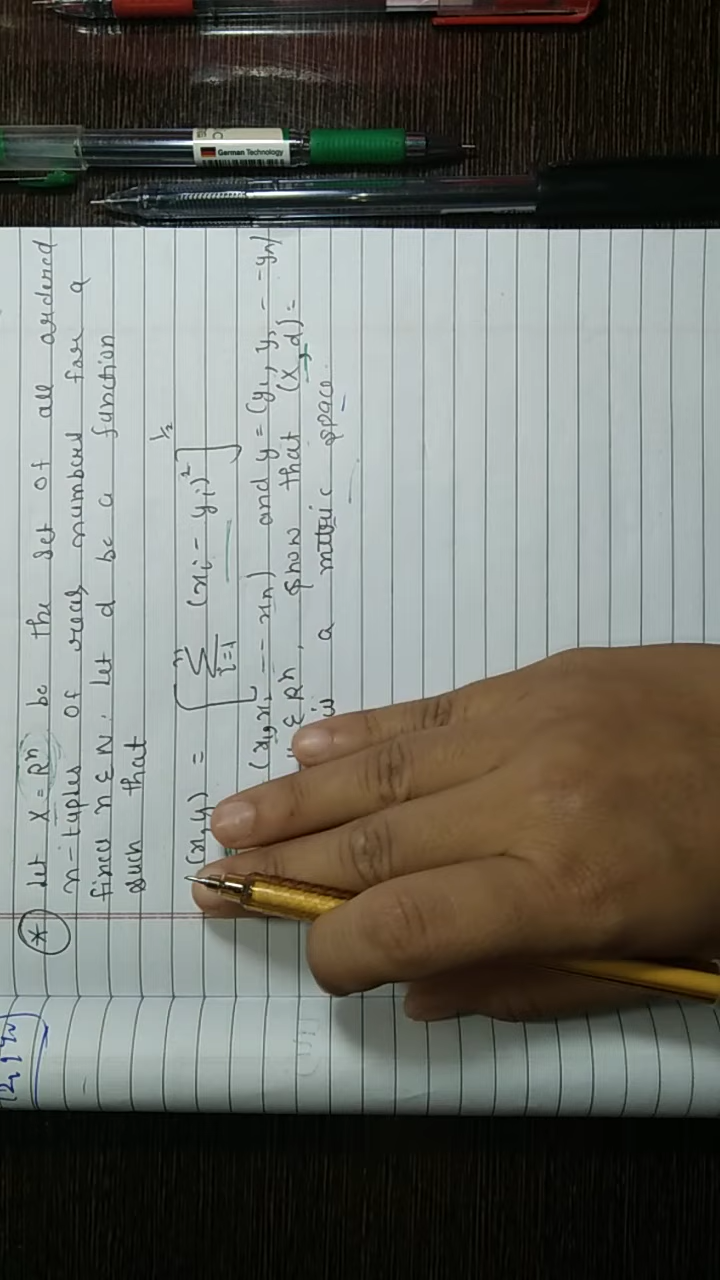 Let X = Rⁿ be the set of all ordered
n-tuples of real numbers for a
fixed n ε N. Let d be a function
such that
(x, y) = [ Σ i=1 n (xi - yi)² ]^1/2
(x1, x2 --- xn) and y = (y1, y2 - - yn)
ε Rⁿ, show that (X, d) =
is a metric space.
German Technology